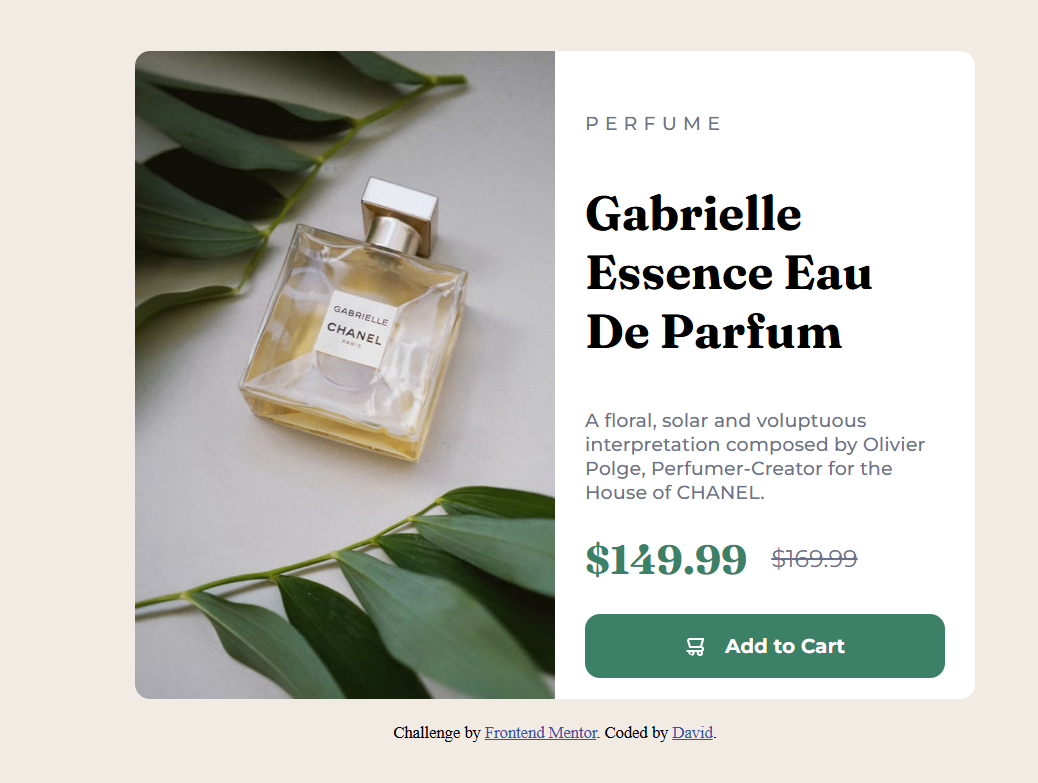 GABRIELLE
CHANEL
PARIS
PERFUME
Gabrielle
Essence Eau
De Parfum
A floral, solar and voluptuous
interpretation composed by Olivier
Polge, Perfumer-Creator for the
House of CHANEL.
$149.99 $169.99
Add to Cart
Challenge by Frontend Mentor. Coded by David.